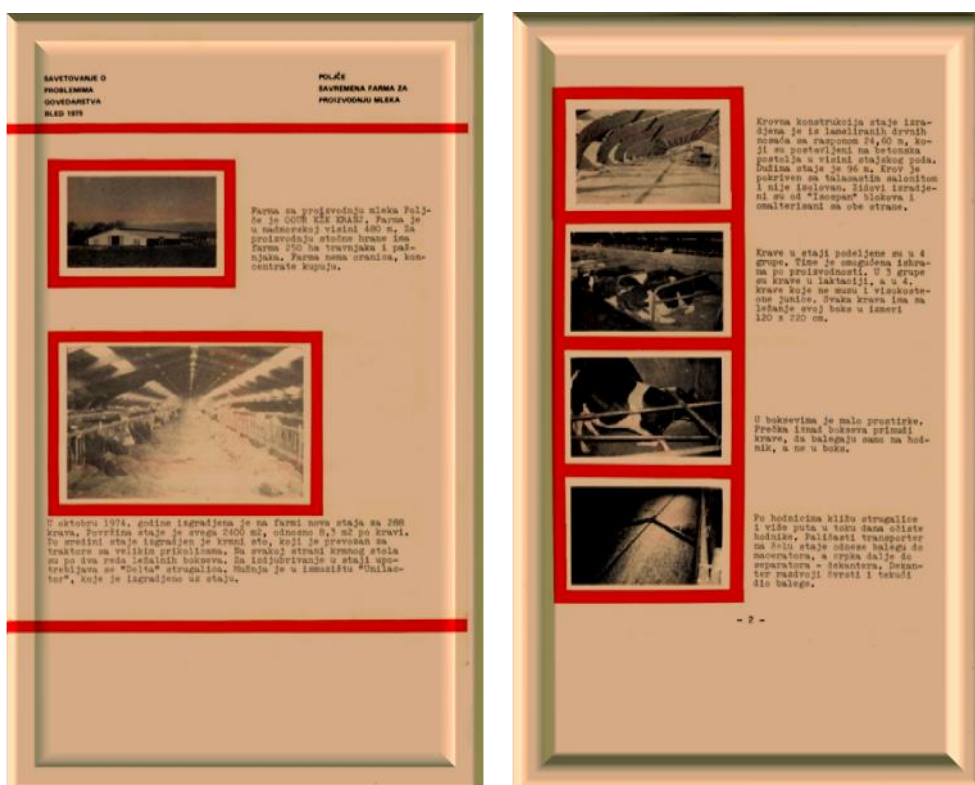 SAVETOVANJE O
PROBLEMIMA
GOVEDARSTVA
BLED 1975
POLJČE
SAVREMENA FARMA ZA
PROIZVODNJU MLEKA
Farma za proizvodnju mleka Polj-
če je OOUR KZK KRANJ. Farma je
u nadmorskoj visini 480 m. Za
proizvodnju stočne hrane ima
farma 250 ha travnjaka i paš-
njaka. Farma nema oranica, kon-
centrate kupuju.
U oktobru 1974. godine izgradjena je na farmi nova staja za 288
krava. Površina staje je svega 2400 m2, odnosno 8,3 m2 po kravi.
Po sredini staje izgradjen je krmni sto, koji je prevozan za
traktore sa velikim prikolicama. Na svakoj strani krmnog stola
su po dva reda ležalnih bokseva. Za izdjubrivanje u staji upo-
trebljava se "Delta" strugalica. Mužnja je u izmuzištu "Unilac-
tor", koje je izgradjeno uz staju.
Krovna konstrukcija staje izra-
djena je iz lameliranih drvnih
nosača sa rasponom 24,60 m, ko-
ji su postavljeni na betonska
postolja u visini stajskog poda.
Dužina staje je 96 m. Krov je
pokriven sa talasastim salonitom
i nije izolovan. Zidovi izradje-
ni su od "Isospan" blokova i
omalterisani sa obe strane.
Krave u staji podeljene su u 4
grupe. Time je omogućena ishra-
na po proizvodnosti. U 3 grupe
su krave u laktaciji, a u 4.
krave koje ne muzu i visokoste-
one junice. Svaka krava ima za
ležanje svoj boks u izmeri
120 x 220 cm.
U boksevima je malo prostirke.
Prečka iznad bokseva prinudi
krave, da balegaju samo na hod-
nik, a ne u boks.
Po hodnicima kližu strugalice
i više puta u toku dana očiste
hodnike. Pališasti transporter
na čelu staje odnese balegu do
maceratora, a crpka dalje do
separatora - dekantera. Dekan-
ter razdvoji čvrsti i tekući
dio balege.
- 2 -